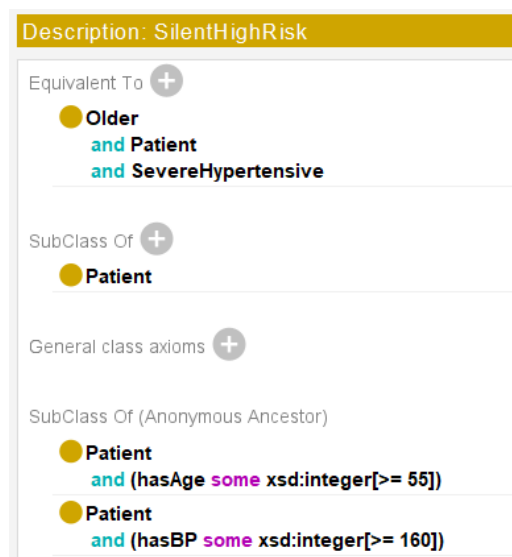 Description: SilentHighRisk
Equivalent To
Older
and Patient
and SevereHypertensive
SubClass Of
Patient
General class axioms
SubClass Of (Anonymous Ancestor)
Patient
and (hasAge some xsd:integer[>= 55])
Patient
and (hasBP some xsd:integer[>= 160])